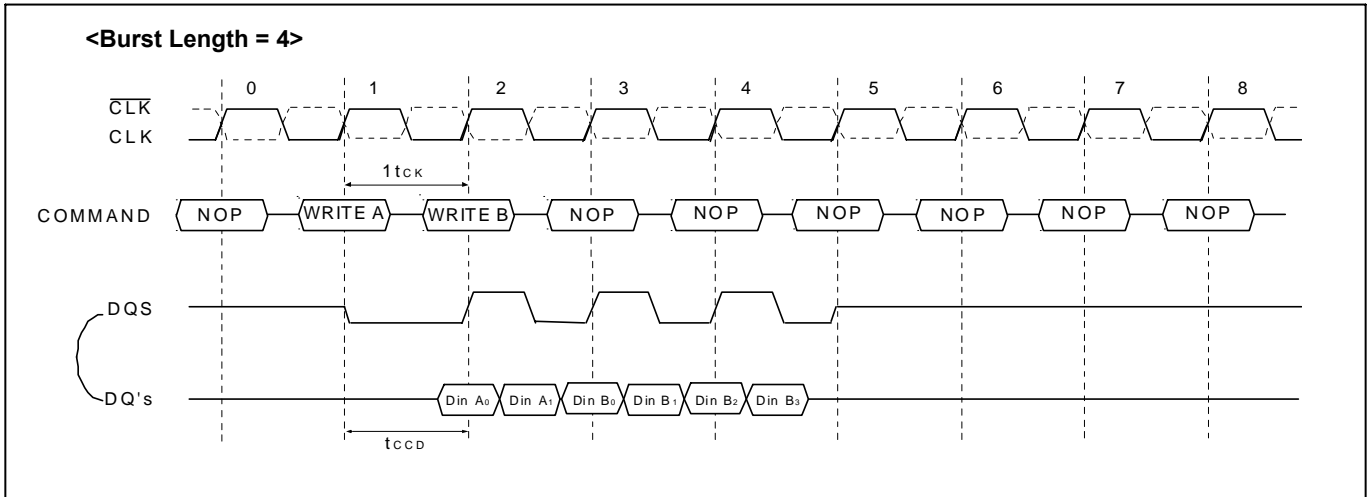 <Burst Length = 4>
0 1 2 3 4 5 6 7 8
CLK
CLK
1tCK
COMMAND NOP WRITE A WRITE B NOP NOP NOP NOP NOP NOP
DQS
DQ's Din A0 Din A1 Din B0 Din B1 Din B2 Din B3
tCCD